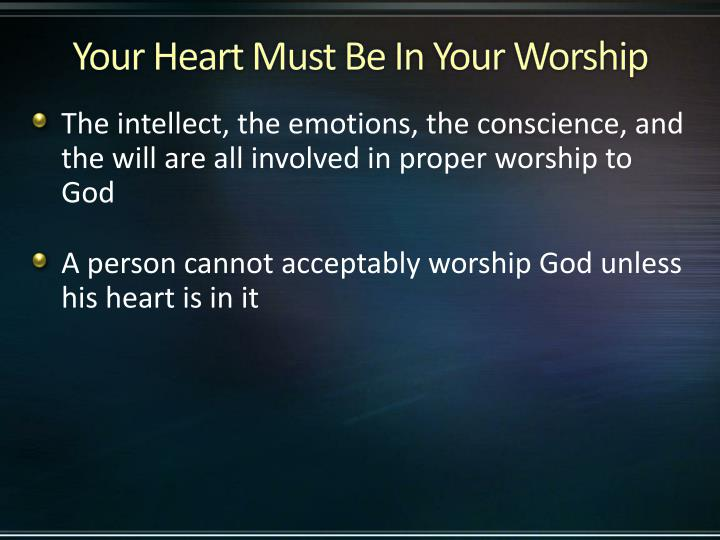 Your Heart Must Be In Your Worship
The intellect, the emotions, the conscience, and
the will are all involved in proper worship to
God
A person cannot acceptably worship God unless
his heart is in it